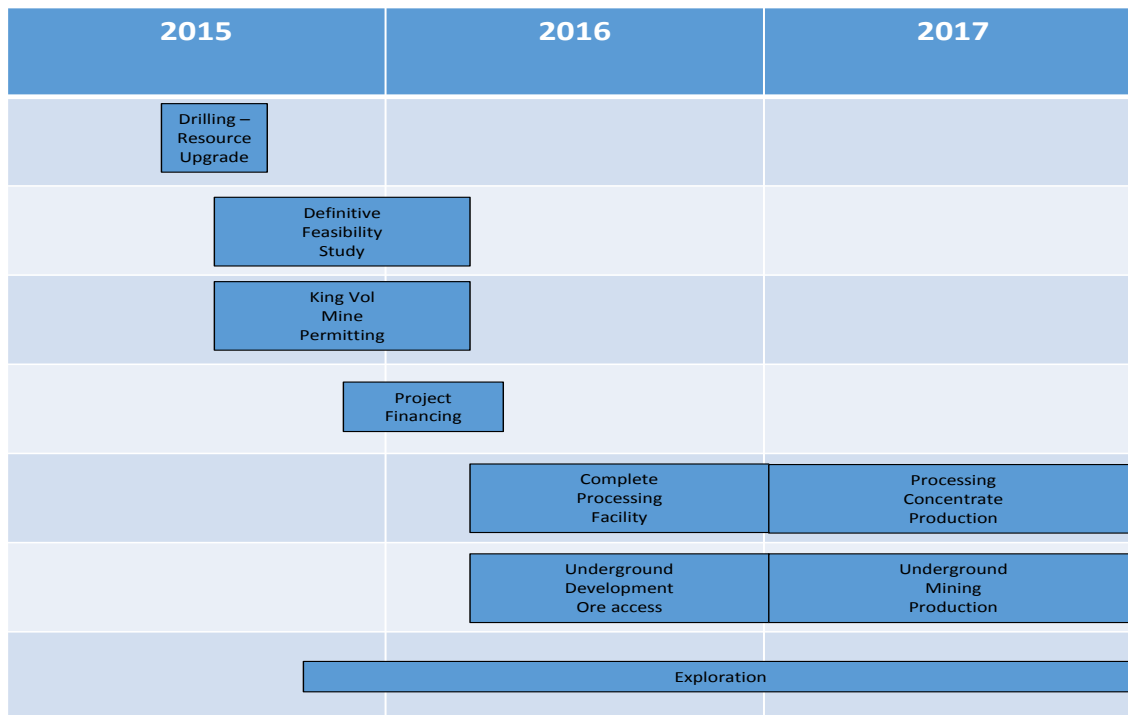 2015 2016 2017
Drilling –
Resource
Upgrade
Definitive
Feasibility
Study
King Vol
Mine
Permitting
Project
Financing
Complete
Processing
Facility
Processing
Concentrate
Production
Underground
Development
Ore access
Underground
Mining
Production
Exploration